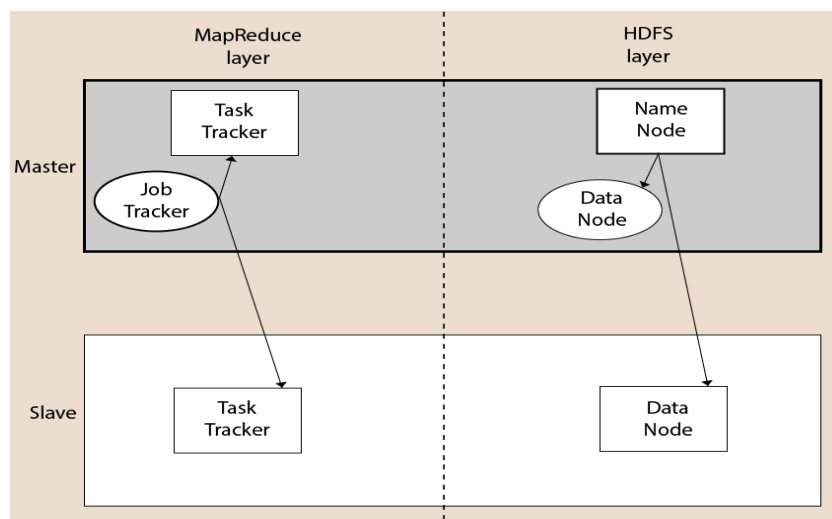 MapReduce
layer
HDFS
layer
Master
Task
Tracker
Name
Node
Job
Tracker
Data
Node
Slave
Task
Tracker
Data
Node